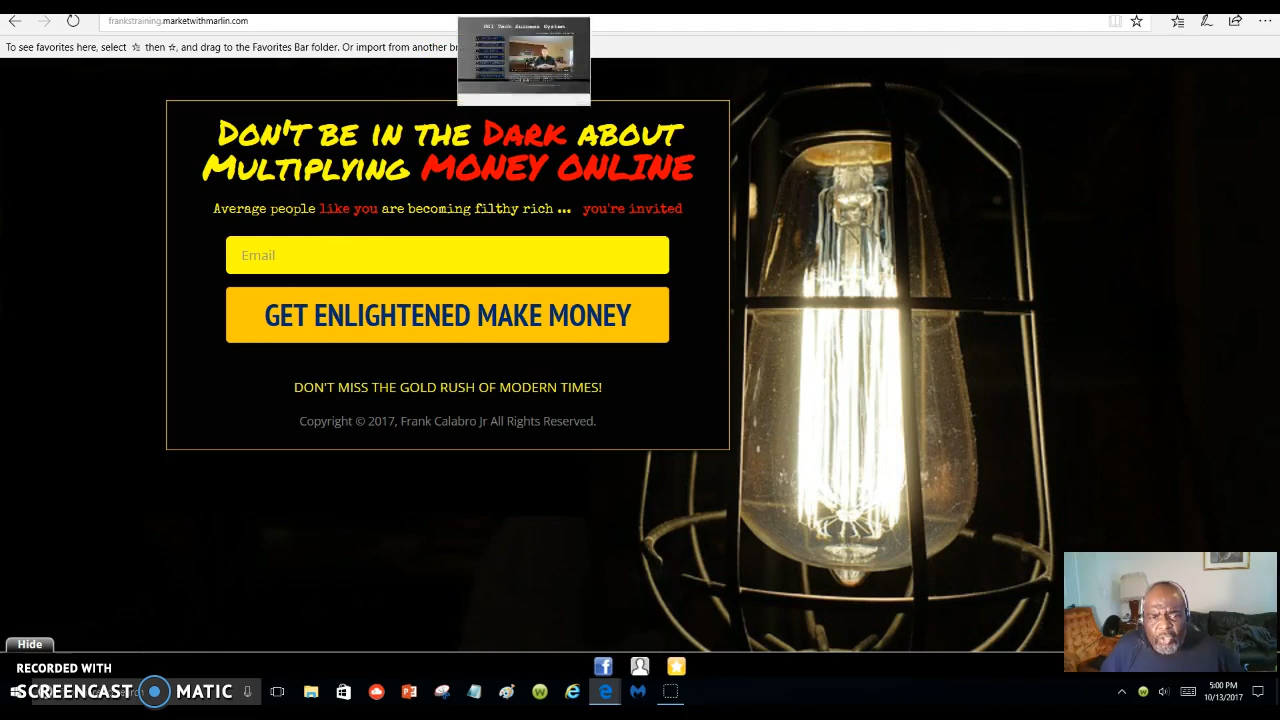 frankstraining.marketwithmarlin.com
To see favorites here, select ☆ then ☆, and drag to the Favorites Bar folder. Or import from another br
DON'T BE IN THE DARK ABOUT
MULTIPLYING MONEY ONLINE
Average people like you are becoming filthy rich ... you're invited
Email
GET ENLIGHTENED MAKE MONEY
DON'T MISS THE GOLD RUSH OF MODERN TIMES!
Copyright © 2017, Frank Calabro Jr All Rights Reserved.
Hide
RECORDED WITH
SCREENCAST MATIC
5:00 PM
10/13/2017